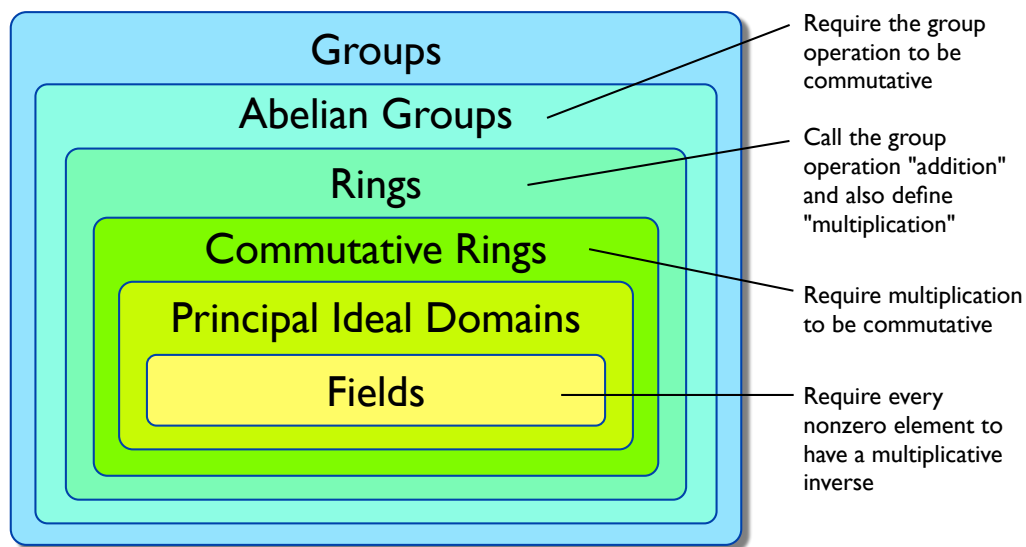 Groups
Abelian Groups
Rings
Commutative Rings
Principal Ideal Domains
Fields
Require the group
operation to be
commutative
Call the group
operation "addition"
and also define
"multiplication"
Require multiplication
to be commutative
Require every
nonzero element to
have a multiplicative
inverse